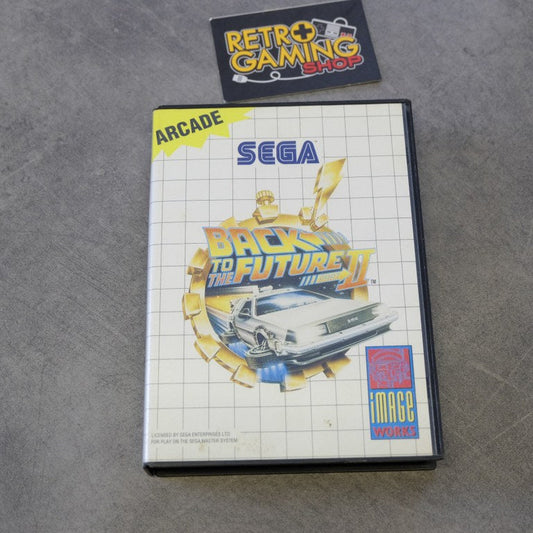 RETRO
GAMING
SHOP
ARCADE
SEGA
BACK
TO
THE FUTURE II
TM
IMAGE
WORKS
LICENSED BY SEGA ENTERPRISES LTD.
FOR PLAY ON THE SEGA MASTER SYSTEM